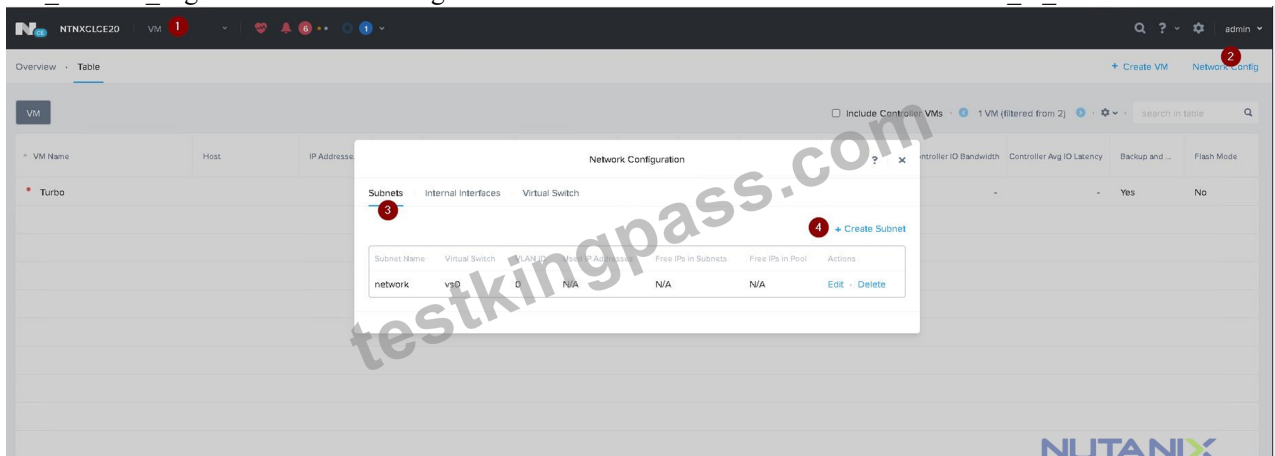 NTNXCLCE20 VM 1 6 1 ? admin
Overview · Table + Create VM 2 Network Config
VM Include Controller VMs · 1 VM (filtered from 2) · search in table
VM Name Host IP Addresse Controller IO Bandwidth Controller Avg IO Latency Backup and ... Flash Mode
Turbo - - Yes No
Network Configuration ? ×
Subnets Internal Interfaces Virtual Switch
3
4 + Create Subnet
Subnet Name Virtual Switch VLAN ID Used IP Addresses Free IPs in Subnets Free IPs in Pool Actions
network vs0 0 N/A N/A N/A Edit · Delete
testkingpass.com
NUTANIX